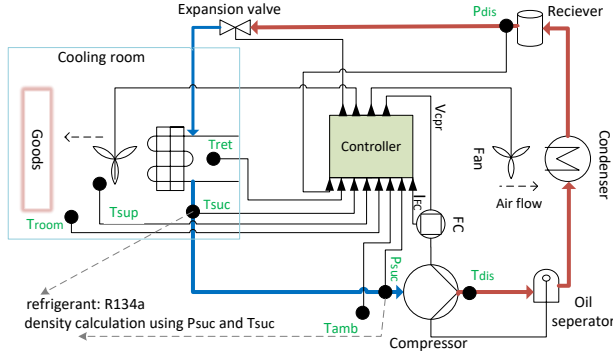 Expansion valve
Pdis
Reciever
Cooling room
Goods
Tret
Controller
Vcpr
Fan
Condenser
Air flow
Tsup
Tsuc
Troom
IFC
FC
Psuc
Tdis
refrigerant: R134a
density calculation using Psuc and Tsuc
Tamb
Compressor
Oil
seperator